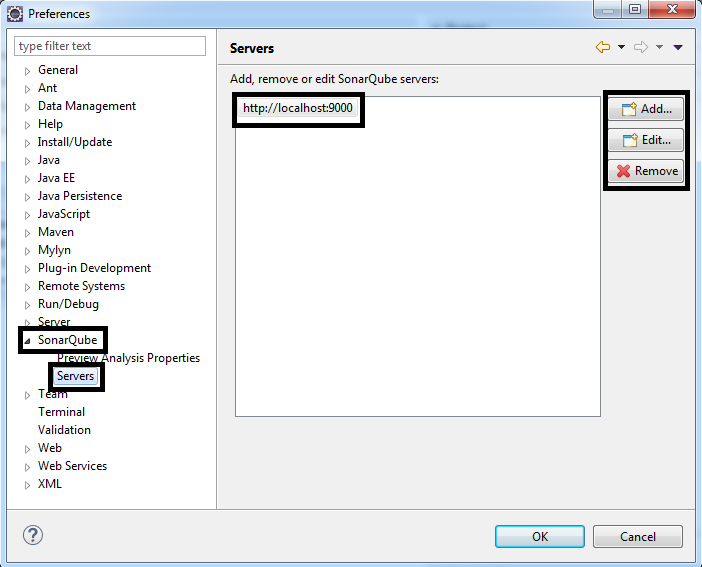 Preferences
type filter text
General
Ant
Data Management
Help
Install/Update
Java
Java EE
Java Persistence
JavaScript
Maven
Mylyn
Plug-in Development
Remote Systems
Run/Debug
Server
SonarQube
Preview Analysis Properties
Servers
Team
Terminal
Validation
Web
Web Services
XML
Servers
Add, remove or edit SonarQube servers:
http://localhost:9000
Add...
Edit...
Remove
?
OK
Cancel